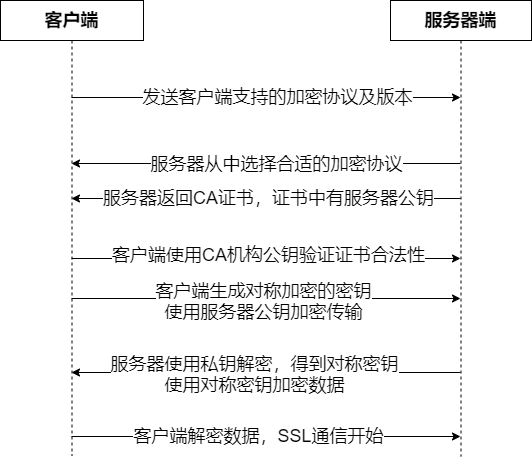 客户端
服务器端
发送客户端支持的加密协议及版本
服务器从中选择合适的加密协议
服务器返回CA证书，证书中有服务器公钥
客户端使用CA机构公钥验证证书合法性
客户端生成对称加密的密钥
使用服务器公钥加密传输
服务器使用私钥解密，得到对称密钥
使用对称密钥加密数据
客户端解密数据，SSL通信开始